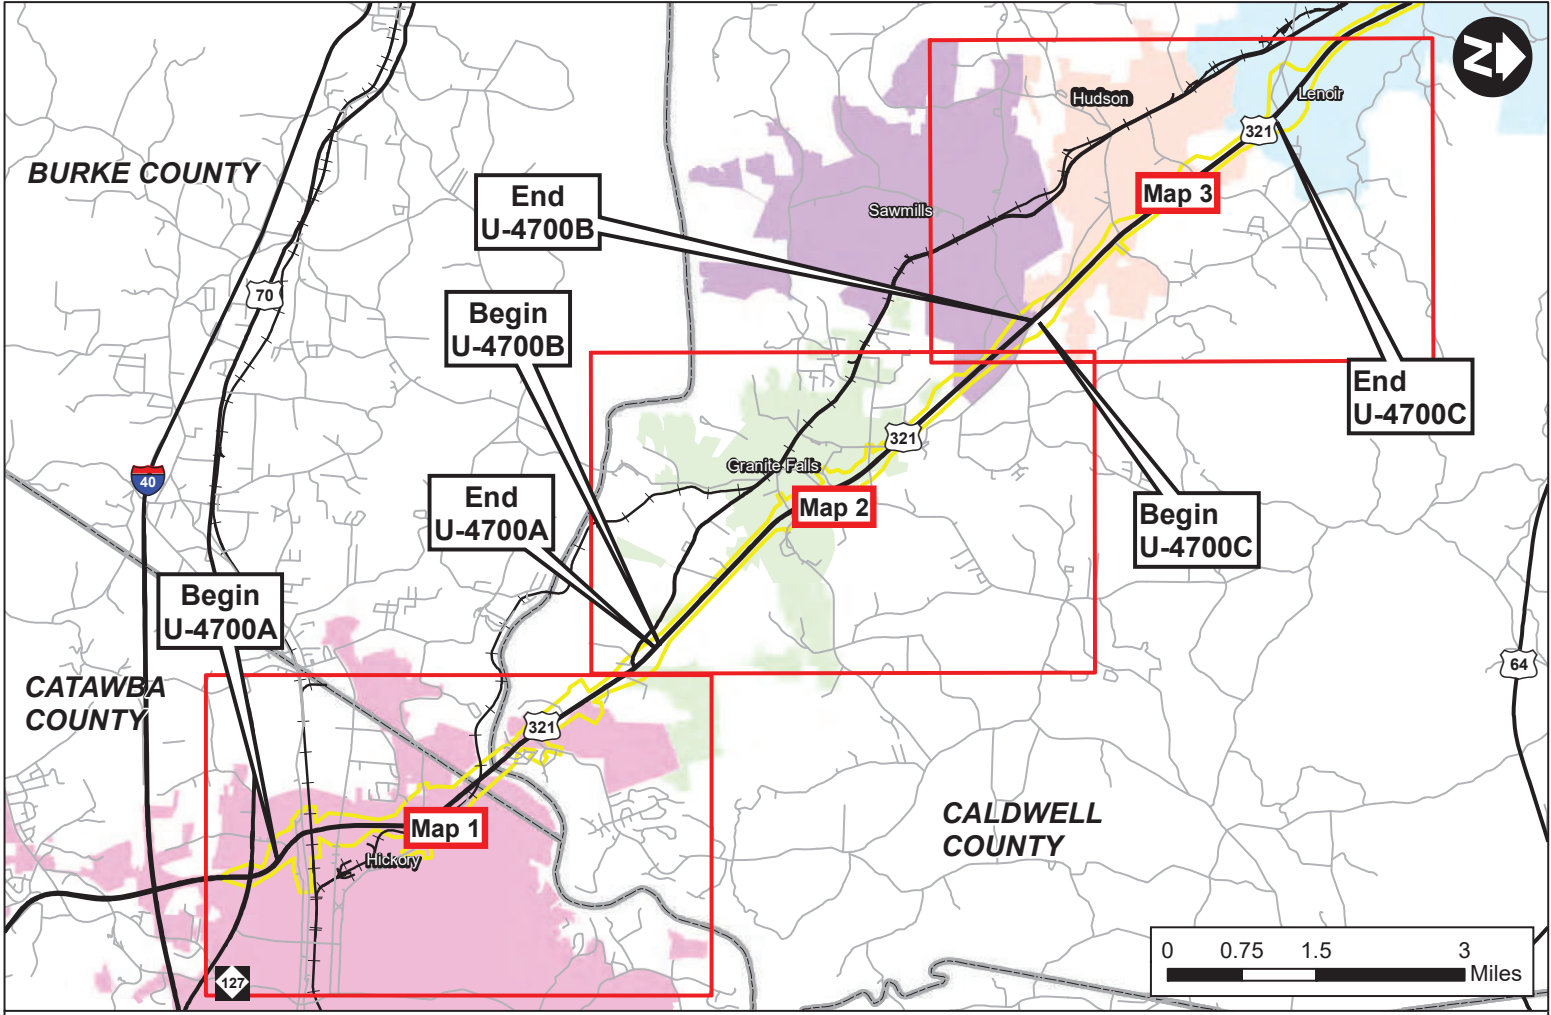 N
Hudson
Lenoir
321
BURKE COUNTY
End
U-4700B
Map 3
Sawmills
70
Begin
U-4700B
End
U-4700C
321
Granite Falls
40
End
U-4700A
Map 2
Begin
U-4700C
Begin
U-4700A
64
CATAWBA
COUNTY
321
Map 1
Hickory
CALDWELL
COUNTY
127
0 0.75 1.5 3
Miles